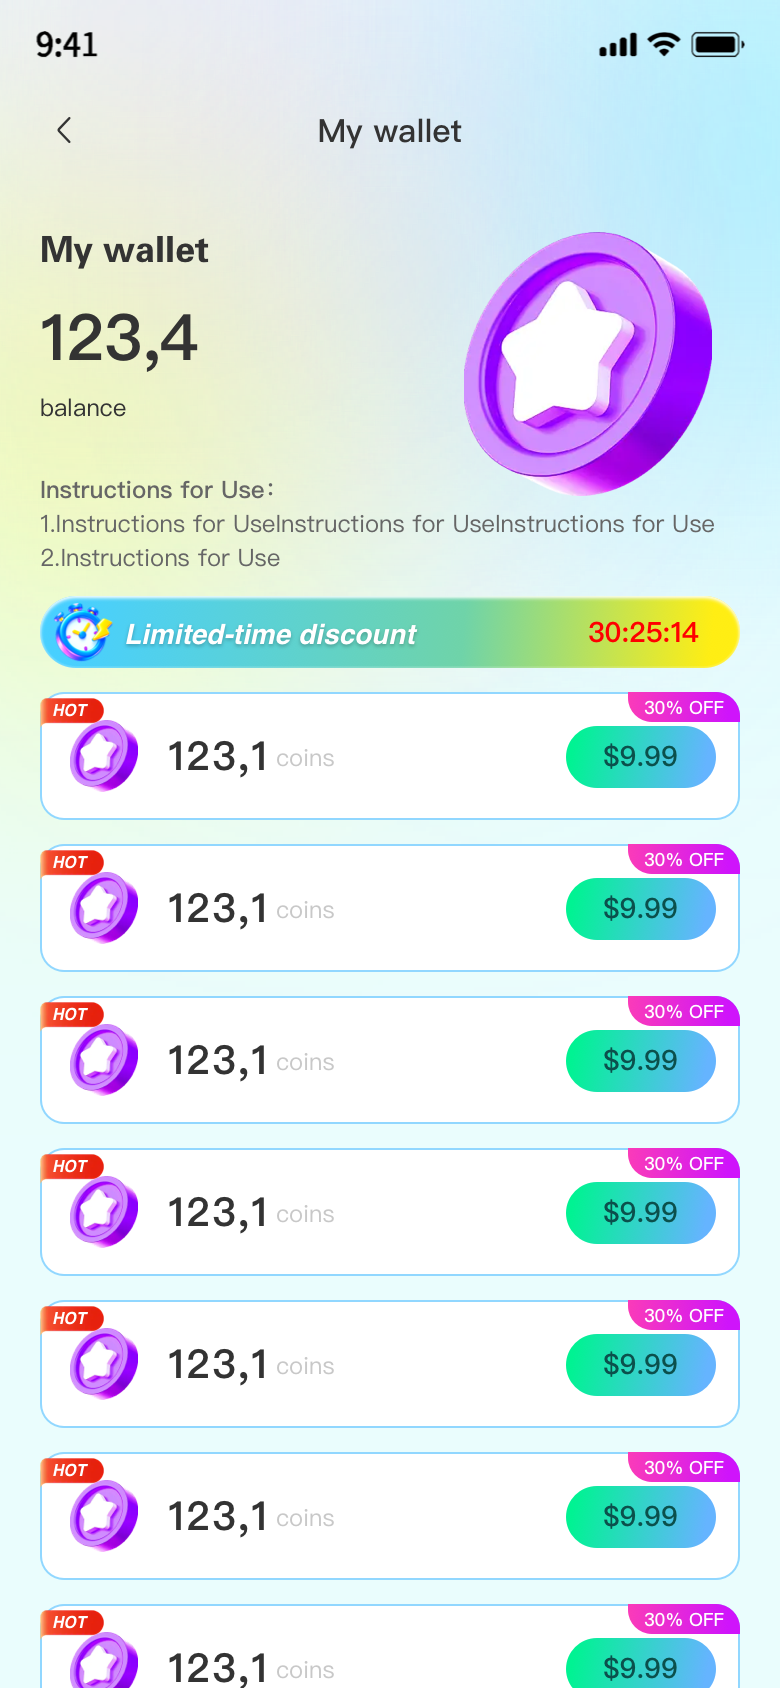 9:41
My wallet
My wallet
123,4
balance
Instructions for Use：
1.Instructions for UseInstructions for UseInstructions for Use
2.Instructions for Use
Limited-time discount 30:25:14
HOT 30% OFF
123,1 coins $9.99
HOT 30% OFF
123,1 coins $9.99
HOT 30% OFF
123,1 coins $9.99
HOT 30% OFF
123,1 coins $9.99
HOT 30% OFF
123,1 coins $9.99
HOT 30% OFF
123,1 coins $9.99
HOT 30% OFF
123,1 coins $9.99